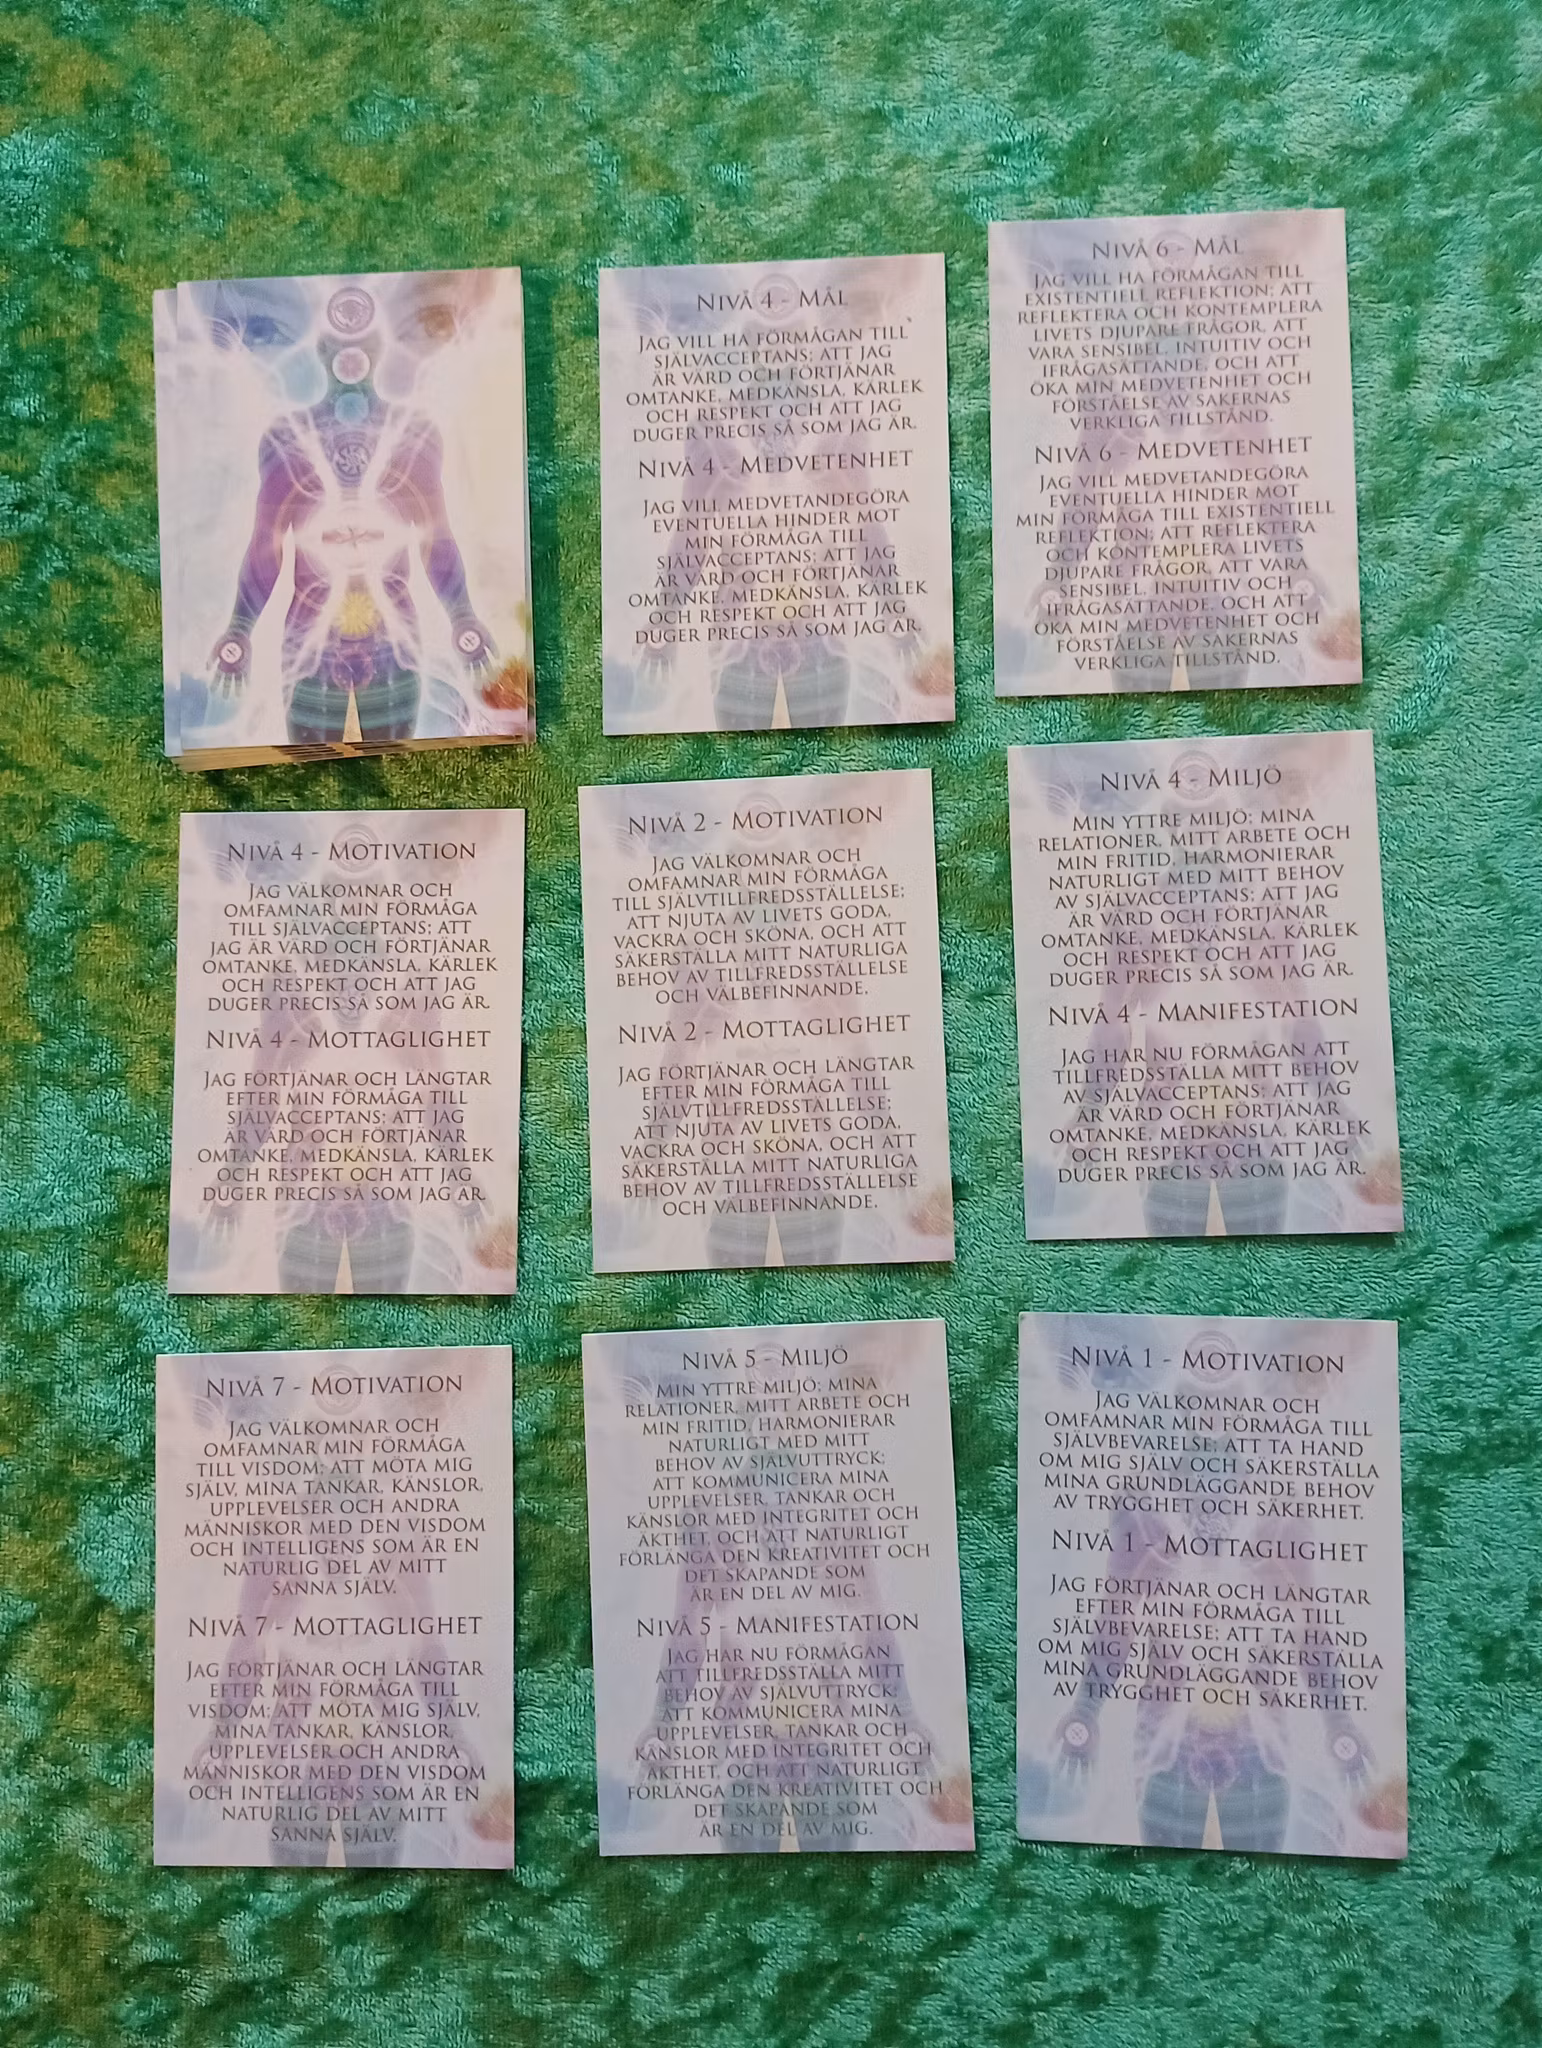 Nivå 4 - Mål
Jag vill ha förmågan till
självacceptans; att jag
är värd och förtjänar
omtanke, medkänsla, kärlek
och respekt och att jag
duger precis så som jag är.
Nivå 4 - Medvetenhet
Jag vill medvetandegöra
eventuella hinder mot
min förmåga till
självacceptans; att jag
är värd och förtjänar
omtanke, medkänsla, kärlek
och respekt och att jag
duger precis så som jag är.
Nivå 6 - Mål
Jag vill ha förmågan till
existentiell reflektion; att
reflektera och kontemplera
livets djupare frågor, att
vara sensibel, intuitiv och
ifrågasättande, och att
öka min medvetenhet och
förståelse av sakernas
verkliga tillstånd.
Nivå 6 - Medvetenhet
Jag vill medvetandegöra
eventuella hinder mot
min förmåga till existentiell
reflektion; att reflektera
och kontemplera livets
djupare frågor, att vara
sensibel, intuitiv och
ifrågasättande, och att
öka min medvetenhet och
förståelse av sakernas
verkliga tillstånd.
Nivå 4 - Motivation
Jag välkomnar och
omfamnar min förmåga
till självacceptans; att
jag är värd och förtjänar
omtanke, medkänsla, kärlek
och respekt och att jag
duger precis så som jag är.
Nivå 4 - Mottaglighet
Jag förtjänar och längtar
efter min förmåga till
självacceptans; att jag
är värd och förtjänar
omtanke, medkänsla, kärlek
och respekt och att jag
duger precis så som jag är.
Nivå 2 - Motivation
Jag välkomnar och
omfamnar min förmåga
till självtillfredsställelse;
att njuta av livets goda,
vackra och sköna, och att
säkerställa mitt naturliga
behov av tillfredsställelse
och välbefinnande.
Nivå 2 - Mottaglighet
Jag förtjänar och längtar
efter min förmåga till
självtillfredsställelse;
att njuta av livets goda,
vackra och sköna, och att
säkerställa mitt naturliga
behov av tillfredsställelse
och välbefinnande.
Nivå 4 - Miljö
Min yttre miljö; mina
relationer, mitt arbete och
min fritid, harmonierar
naturligt med mitt behov
av självacceptans; att jag
är värd och förtjänar
omtanke, medkänsla, kärlek
och respekt och att jag
duger precis så som jag är.
Nivå 4 - Manifestation
Jag har nu förmågan att
tillfredsställa mitt behov
av självacceptans; att jag
är värd och förtjänar
omtanke, medkänsla, kärlek
och respekt och att jag
duger precis så som jag är.
Nivå 7 - Motivation
Jag välkomnar och
omfamnar min förmåga
till visdom; att möta mig
själv, mina tankar, känslor,
upplevelser och andra
människor med den visdom
och intelligens som är en
naturlig del av mitt
sanna själv.
Nivå 7 - Mottaglighet
Jag förtjänar och längtar
efter min förmåga till
visdom; att möta mig själv,
mina tankar, känslor,
upplevelser och andra
människor med den visdom
och intelligens som är en
naturlig del av mitt
sanna själv.
Nivå 5 - Miljö
Min yttre miljö; mina
relationer, mitt arbete och
min fritid, harmonierar
naturligt med mitt
behov av självuttryck;
att kommunicera mina
upplevelser, tankar och
känslor med integritet och
äkthet, och att naturligt
förlänga den kreativitet och
det skapande som
är en del av mig.
Nivå 5 - Manifestation
Jag har nu förmågan
att tillfredsställa mitt
behov av självuttryck;
att kommunicera mina
upplevelser, tankar och
känslor med integritet och
äkthet, och att naturligt
förlänga den kreativitet och
det skapande som
är en del av mig.
Nivå 1 - Motivation
Jag välkomnar och
omfamnar min förmåga till
självbevarelse; att ta hand
om mig själv och säkerställa
mina grundläggande behov
av trygghet och säkerhet.
Nivå 1 - Mottaglighet
Jag förtjänar och längtar
efter min förmåga till
självbevarelse; att ta hand
om mig själv och säkerställa
mina grundläggande behov
av trygghet och säkerhet.